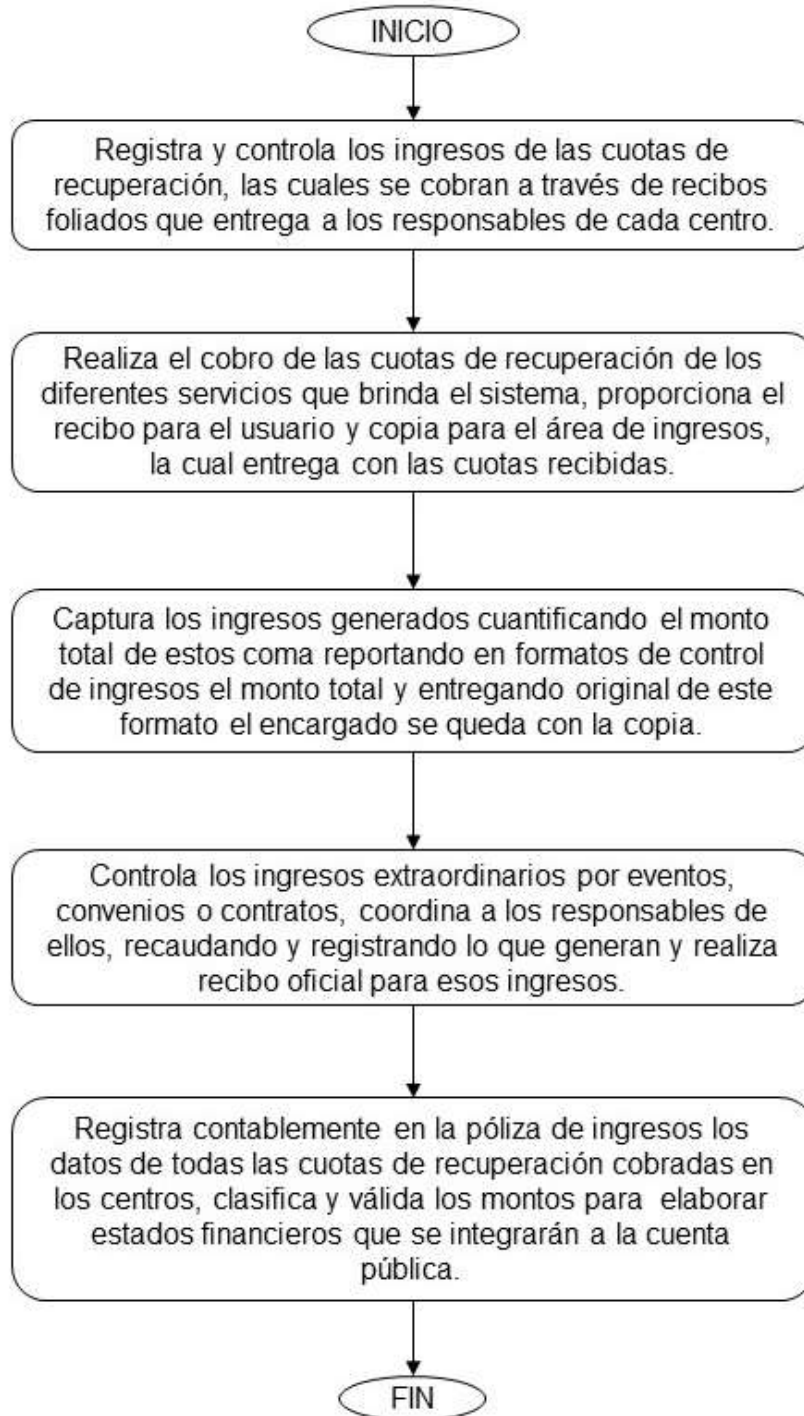 INICIO
Registra y controla los ingresos de las cuotas de
recuperación, las cuales se cobran a través de recibos
foliados que entrega a los responsables de cada centro.
Realiza el cobro de las cuotas de recuperación de los
diferentes servicios que brinda el sistema, proporciona el
recibo para el usuario y copia para el área de ingresos,
la cual entrega con las cuotas recibidas.
Captura los ingresos generados cuantificando el monto
total de estos coma reportando en formatos de control
de ingresos el monto total y entregando original de este
formato el encargado se queda con la copia.
Controla los ingresos extraordinarios por eventos,
convenios o contratos, coordina a los responsables de
ellos, recaudando y registrando lo que generan y realiza
recibo oficial para esos ingresos.
Registra contablemente en la póliza de ingresos los
datos de todas las cuotas de recuperación cobradas en
los centros, clasifica y válida los montos para elaborar
estados financieros que se integrarán a la cuenta
pública.
FIN